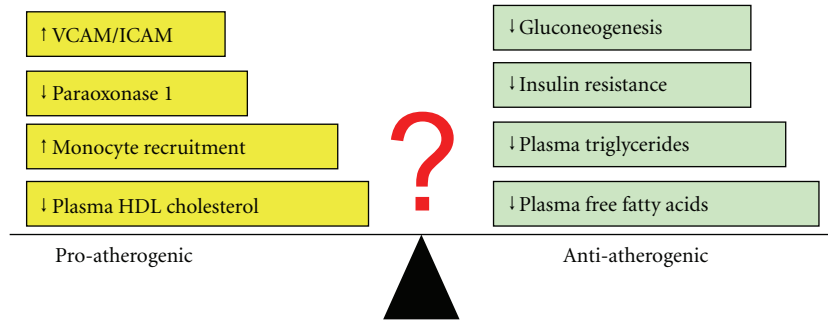 ↑ VCAM/ICAM
↓ Paraoxonase 1
↑ Monocyte recruitment
↓ Plasma HDL cholesterol
?
↓ Gluconeogenesis
↓ Insulin resistance
↓ Plasma triglycerides
↓ Plasma free fatty acids
Pro-atherogenic
Anti-atherogenic